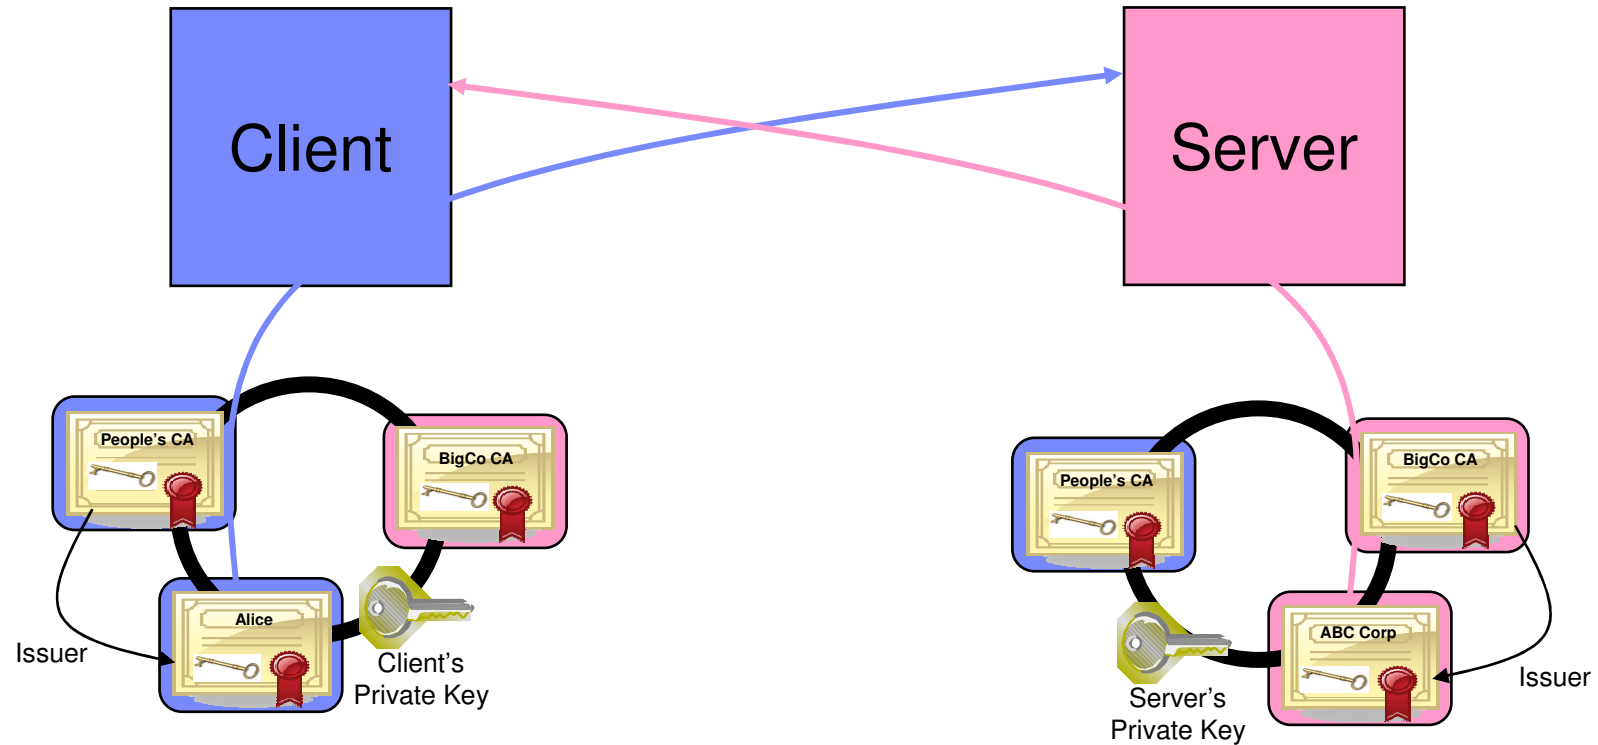 Client
Server
People's CA
BigCo CA
Alice
Issuer
Client's
Private Key
People's CA
BigCo CA
ABC Corp
Issuer
Server's
Private Key